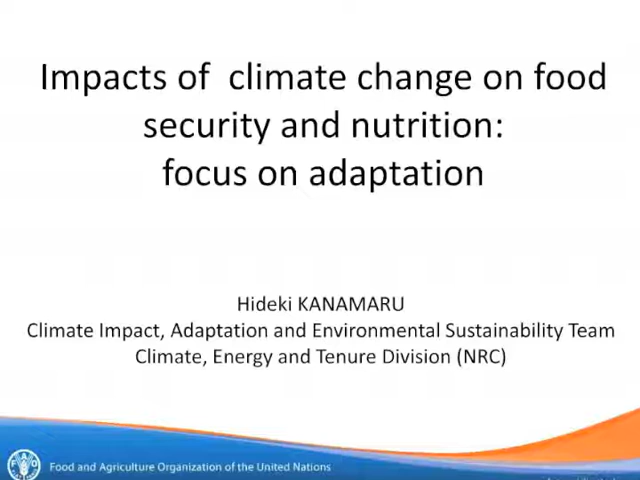 Impacts of climate change on food
security and nutrition:
focus on adaptation
Hideki KANAMARU
Climate Impact, Adaptation and Environmental Sustainability Team
Climate, Energy and Tenure Division (NRC)
Food and Agriculture Organization of the United Nations